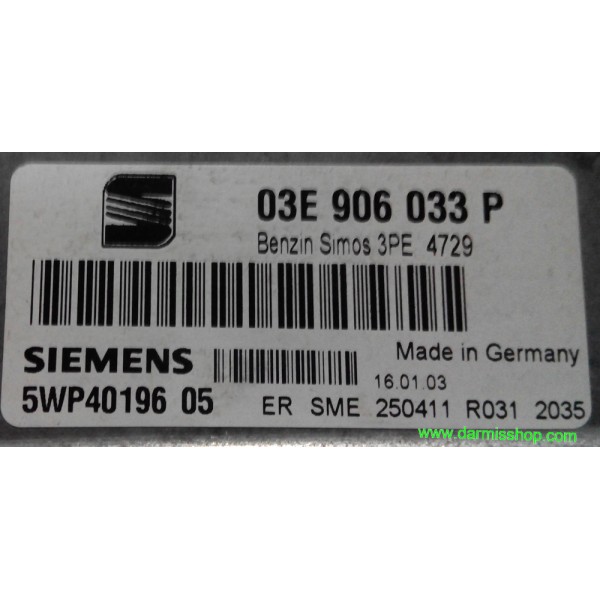 03E 906 033 P
Benzin Simos 3PE 4729
SIEMENS
Made in Germany
16.01.03
5WP40196 05
ER SME 250411 R031 2035
www.darmisshop.com